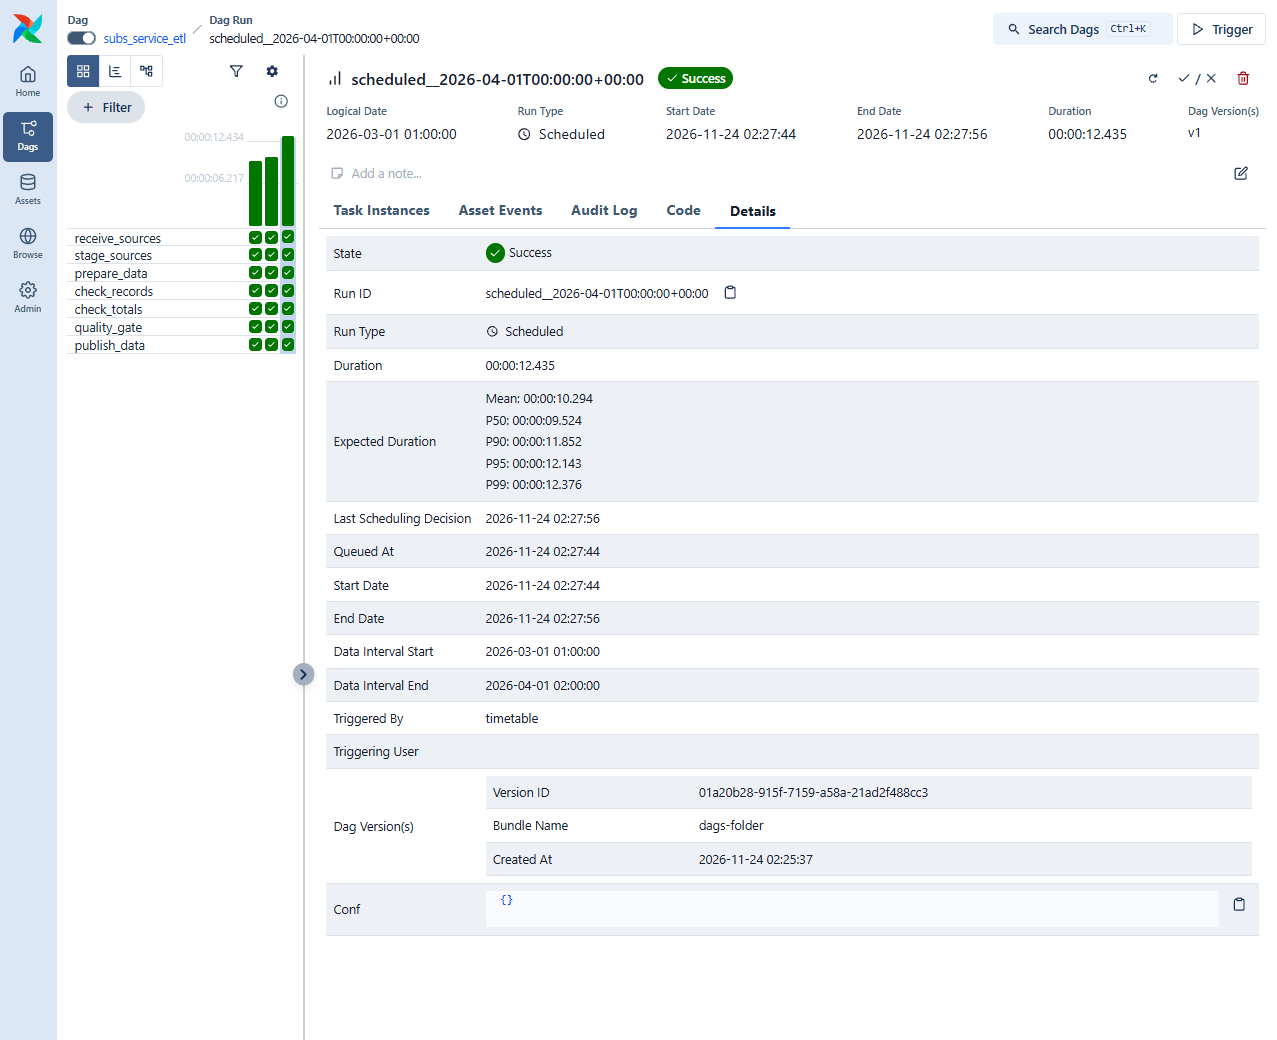 Dag
subs_service_etl
Dag Run
scheduled__2026-04-01T00:00:00+00:00
Search Dags Ctrl+K
Trigger
Home
Dags
Assets
Browse
Admin
Filter
00:00:12.434
00:00:06.217
receive_sources
stage_sources
prepare_data
check_records
check_totals
quality_gate
publish_data
scheduled__2026-04-01T00:00:00+00:00 Success
/
Logical Date Run Type Start Date End Date Duration Dag Version(s)
2026-03-01 01:00:00 Scheduled 2026-11-24 02:27:44 2026-11-24 02:27:56 00:00:12.435 v1
Add a note...
Task Instances Asset Events Audit Log Code Details
State Success
Run ID scheduled__2026-04-01T00:00:00+00:00
Run Type Scheduled
Duration 00:00:12.435
Expected Duration
Mean: 00:00:10.294
P50: 00:00:09.524
P90: 00:00:11.852
P95: 00:00:12.143
P99: 00:00:12.376
Last Scheduling Decision 2026-11-24 02:27:56
Queued At 2026-11-24 02:27:44
Start Date 2026-11-24 02:27:44
End Date 2026-11-24 02:27:56
Data Interval Start 2026-03-01 01:00:00
Data Interval End 2026-04-01 02:00:00
Triggered By timetable
Triggering User
Dag Version(s)
Version ID 01a20b28-915f-7159-a58a-21ad2f488cc3
Bundle Name dags-folder
Created At 2026-11-24 02:25:37
Conf {}